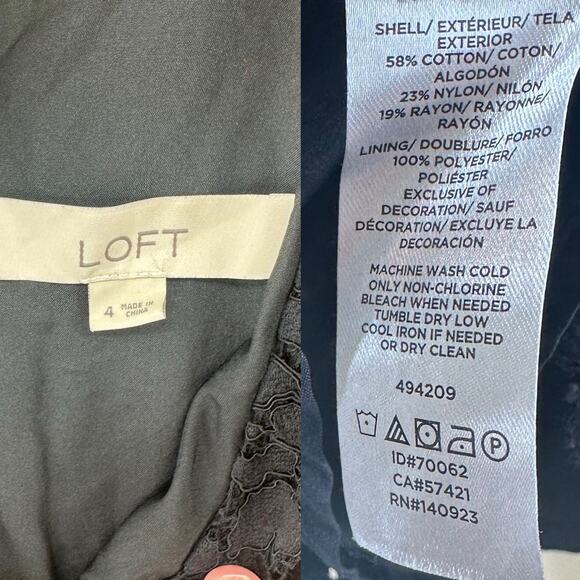 LOFT
4 MADE IN
CHINA
SHELL/ EXTÉRIEUR/ TELA
EXTERIOR
58% COTTON/ COTON/
ALGODÓN
23% NYLON/ NILÓN
19% RAYON/ RAYONNE/
RAYÓN
LINING/ DOUBLURE/ FORRO
100% POLYESTER/
POLIÉSTER
EXCLUSIVE OF
DECORATION/ SAUF
DÉCORATION/ EXCLUYE LA
DECORACIÓN
MACHINE WASH COLD
ONLY NON-CHLORINE
BLEACH WHEN NEEDED
TUMBLE DRY LOW
COOL IRON IF NEEDED
OR DRY CLEAN
494209
P
ID#70062
CA#57421
RN#140923